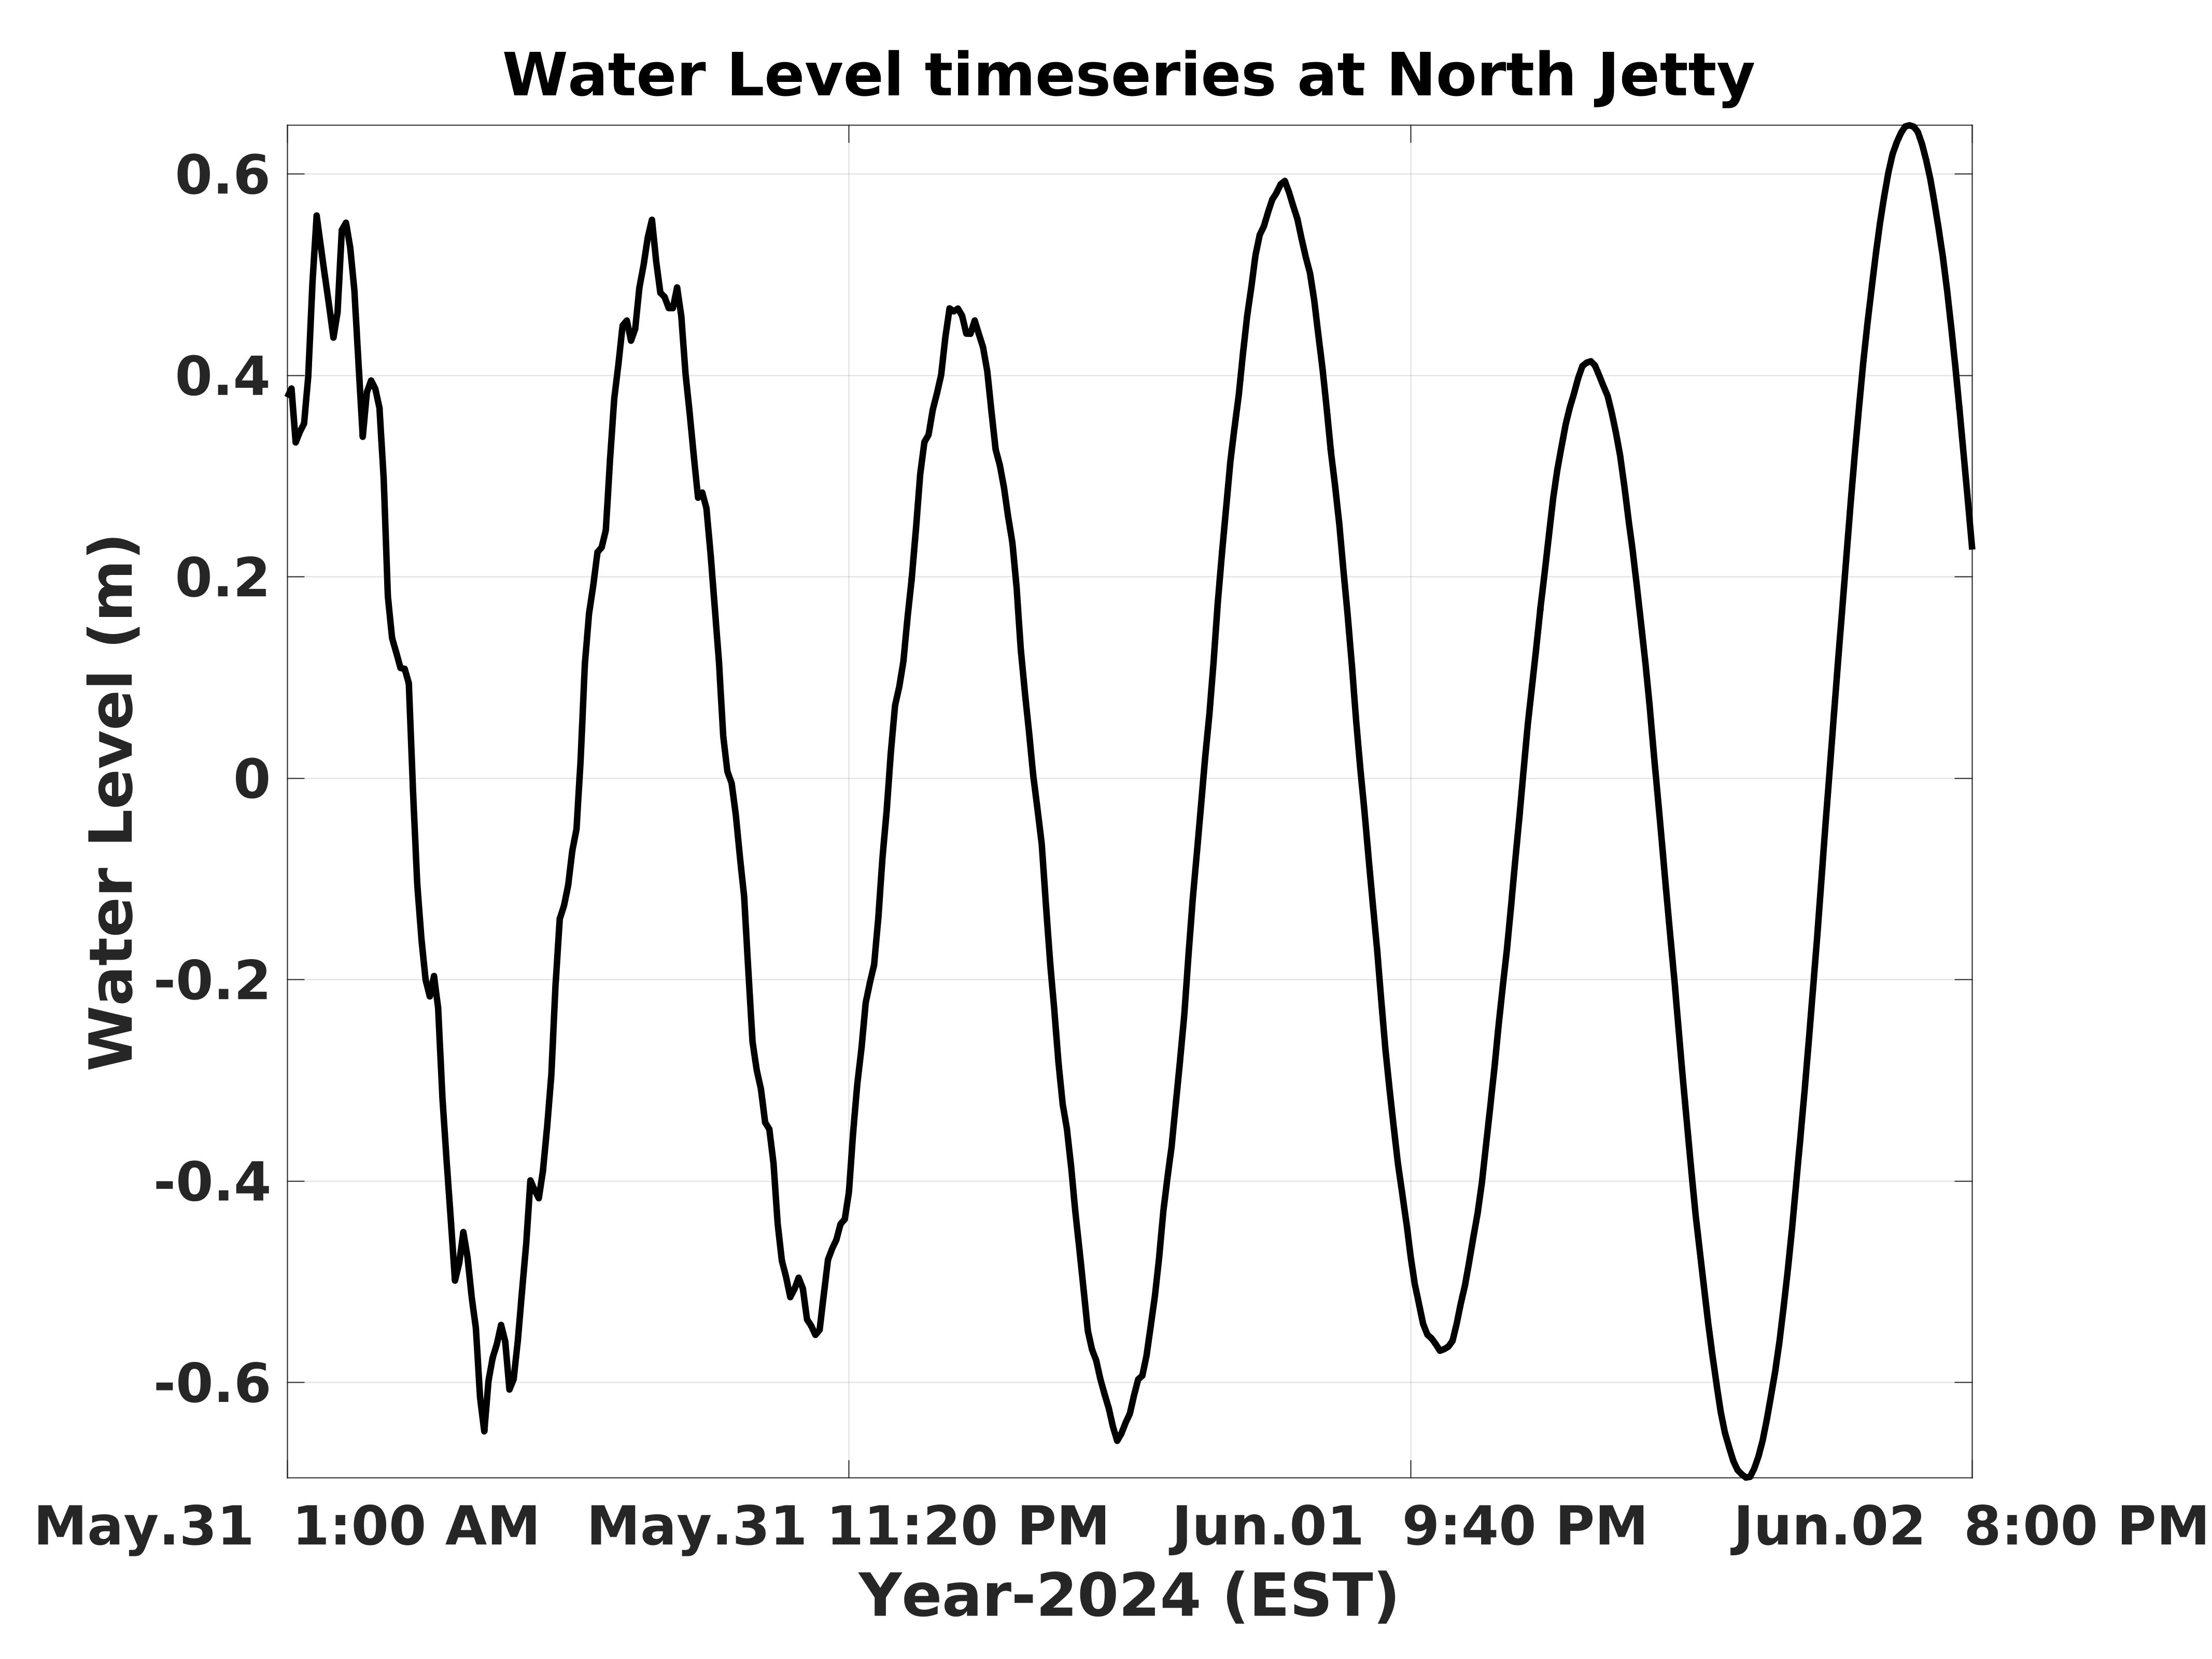 Water Level timeseries at North Jetty
Water Level (m)
0.6
0.4
0.2
0
-0.2
-0.4
-0.6
May.31 1:00 AM May.31 11:20 PM Jun.01 9:40 PM Jun.02 8:00 PM
Year-2024 (EST)